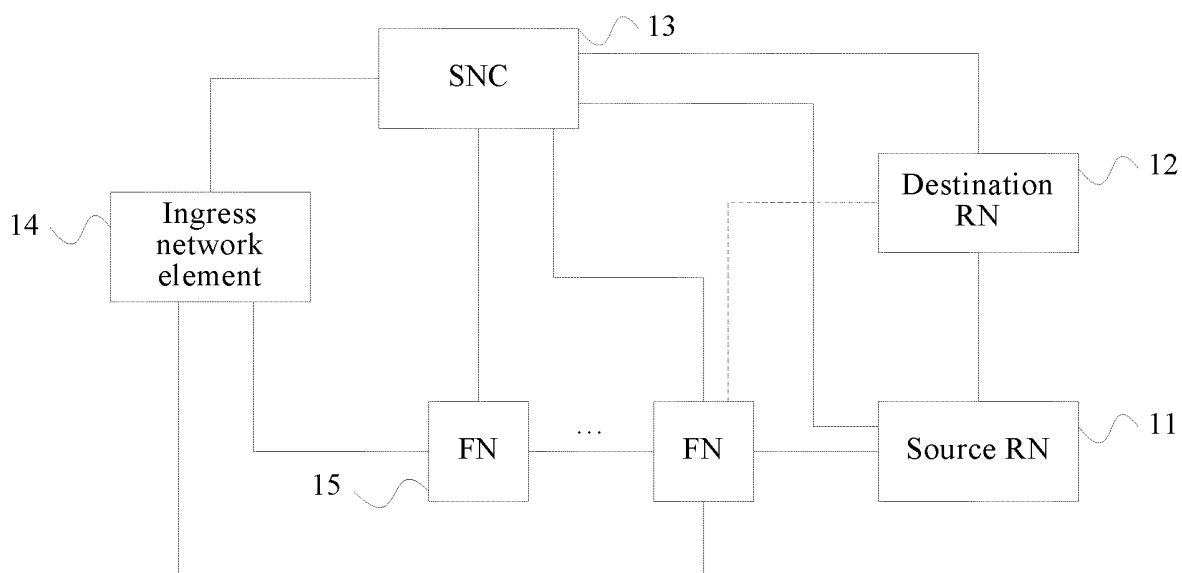 13
SNC
12
Destination
RN
14
Ingress
network
element
...
FN
FN
Source RN
11
15